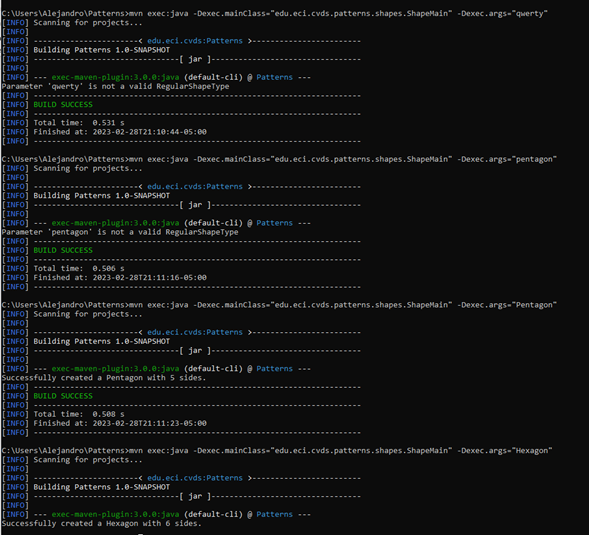 C:\Users\Alejandro\Patterns>mvn exec:java -Dexec.mainClass="edu.eci.cvds.patterns.shapes.ShapeMain" -Dexec.args="qwerty"
[INFO] Scanning for projects...
[INFO]
[INFO] -----------------------< edu.eci.cvds:Patterns >------------------------
[INFO] Building Patterns 1.0-SNAPSHOT
[INFO] --------------------------------[ jar ]---------------------------------
[INFO]
[INFO] --- exec-maven-plugin:3.0.0:java (default-cli) @ Patterns ---
Parameter 'qwerty' is not a valid RegularShapeType
[INFO] ------------------------------------------------------------------------
[INFO] BUILD SUCCESS
[INFO] ------------------------------------------------------------------------
[INFO] Total time:  0.531 s
[INFO] Finished at: 2023-02-28T21:10:44-05:00
[INFO] ------------------------------------------------------------------------
C:\Users\Alejandro\Patterns>mvn exec:java -Dexec.mainClass="edu.eci.cvds.patterns.shapes.ShapeMain" -Dexec.args="pentagon"
[INFO] Scanning for projects...
[INFO]
[INFO] -----------------------< edu.eci.cvds:Patterns >------------------------
[INFO] Building Patterns 1.0-SNAPSHOT
[INFO] --------------------------------[ jar ]---------------------------------
[INFO]
[INFO] --- exec-maven-plugin:3.0.0:java (default-cli) @ Patterns ---
Parameter 'pentagon' is not a valid RegularShapeType
[INFO] ------------------------------------------------------------------------
[INFO] BUILD SUCCESS
[INFO] ------------------------------------------------------------------------
[INFO] Total time:  0.506 s
[INFO] Finished at: 2023-02-28T21:11:16-05:00
[INFO] ------------------------------------------------------------------------
C:\Users\Alejandro\Patterns>mvn exec:java -Dexec.mainClass="edu.eci.cvds.patterns.shapes.ShapeMain" -Dexec.args="Pentagon"
[INFO] Scanning for projects...
[INFO]
[INFO] -----------------------< edu.eci.cvds:Patterns >------------------------
[INFO] Building Patterns 1.0-SNAPSHOT
[INFO] --------------------------------[ jar ]---------------------------------
[INFO]
[INFO] --- exec-maven-plugin:3.0.0:java (default-cli) @ Patterns ---
Successfully created a Pentagon with 5 sides.
[INFO] ------------------------------------------------------------------------
[INFO] BUILD SUCCESS
[INFO] ------------------------------------------------------------------------
[INFO] Total time:  0.508 s
[INFO] Finished at: 2023-02-28T21:11:23-05:00
[INFO] ------------------------------------------------------------------------
C:\Users\Alejandro\Patterns>mvn exec:java -Dexec.mainClass="edu.eci.cvds.patterns.shapes.ShapeMain" -Dexec.args="Hexagon"
[INFO] Scanning for projects...
[INFO]
[INFO] -----------------------< edu.eci.cvds:Patterns >------------------------
[INFO] Building Patterns 1.0-SNAPSHOT
[INFO] --------------------------------[ jar ]---------------------------------
[INFO]
[INFO] --- exec-maven-plugin:3.0.0:java (default-cli) @ Patterns ---
Successfully created a Hexagon with 6 sides.